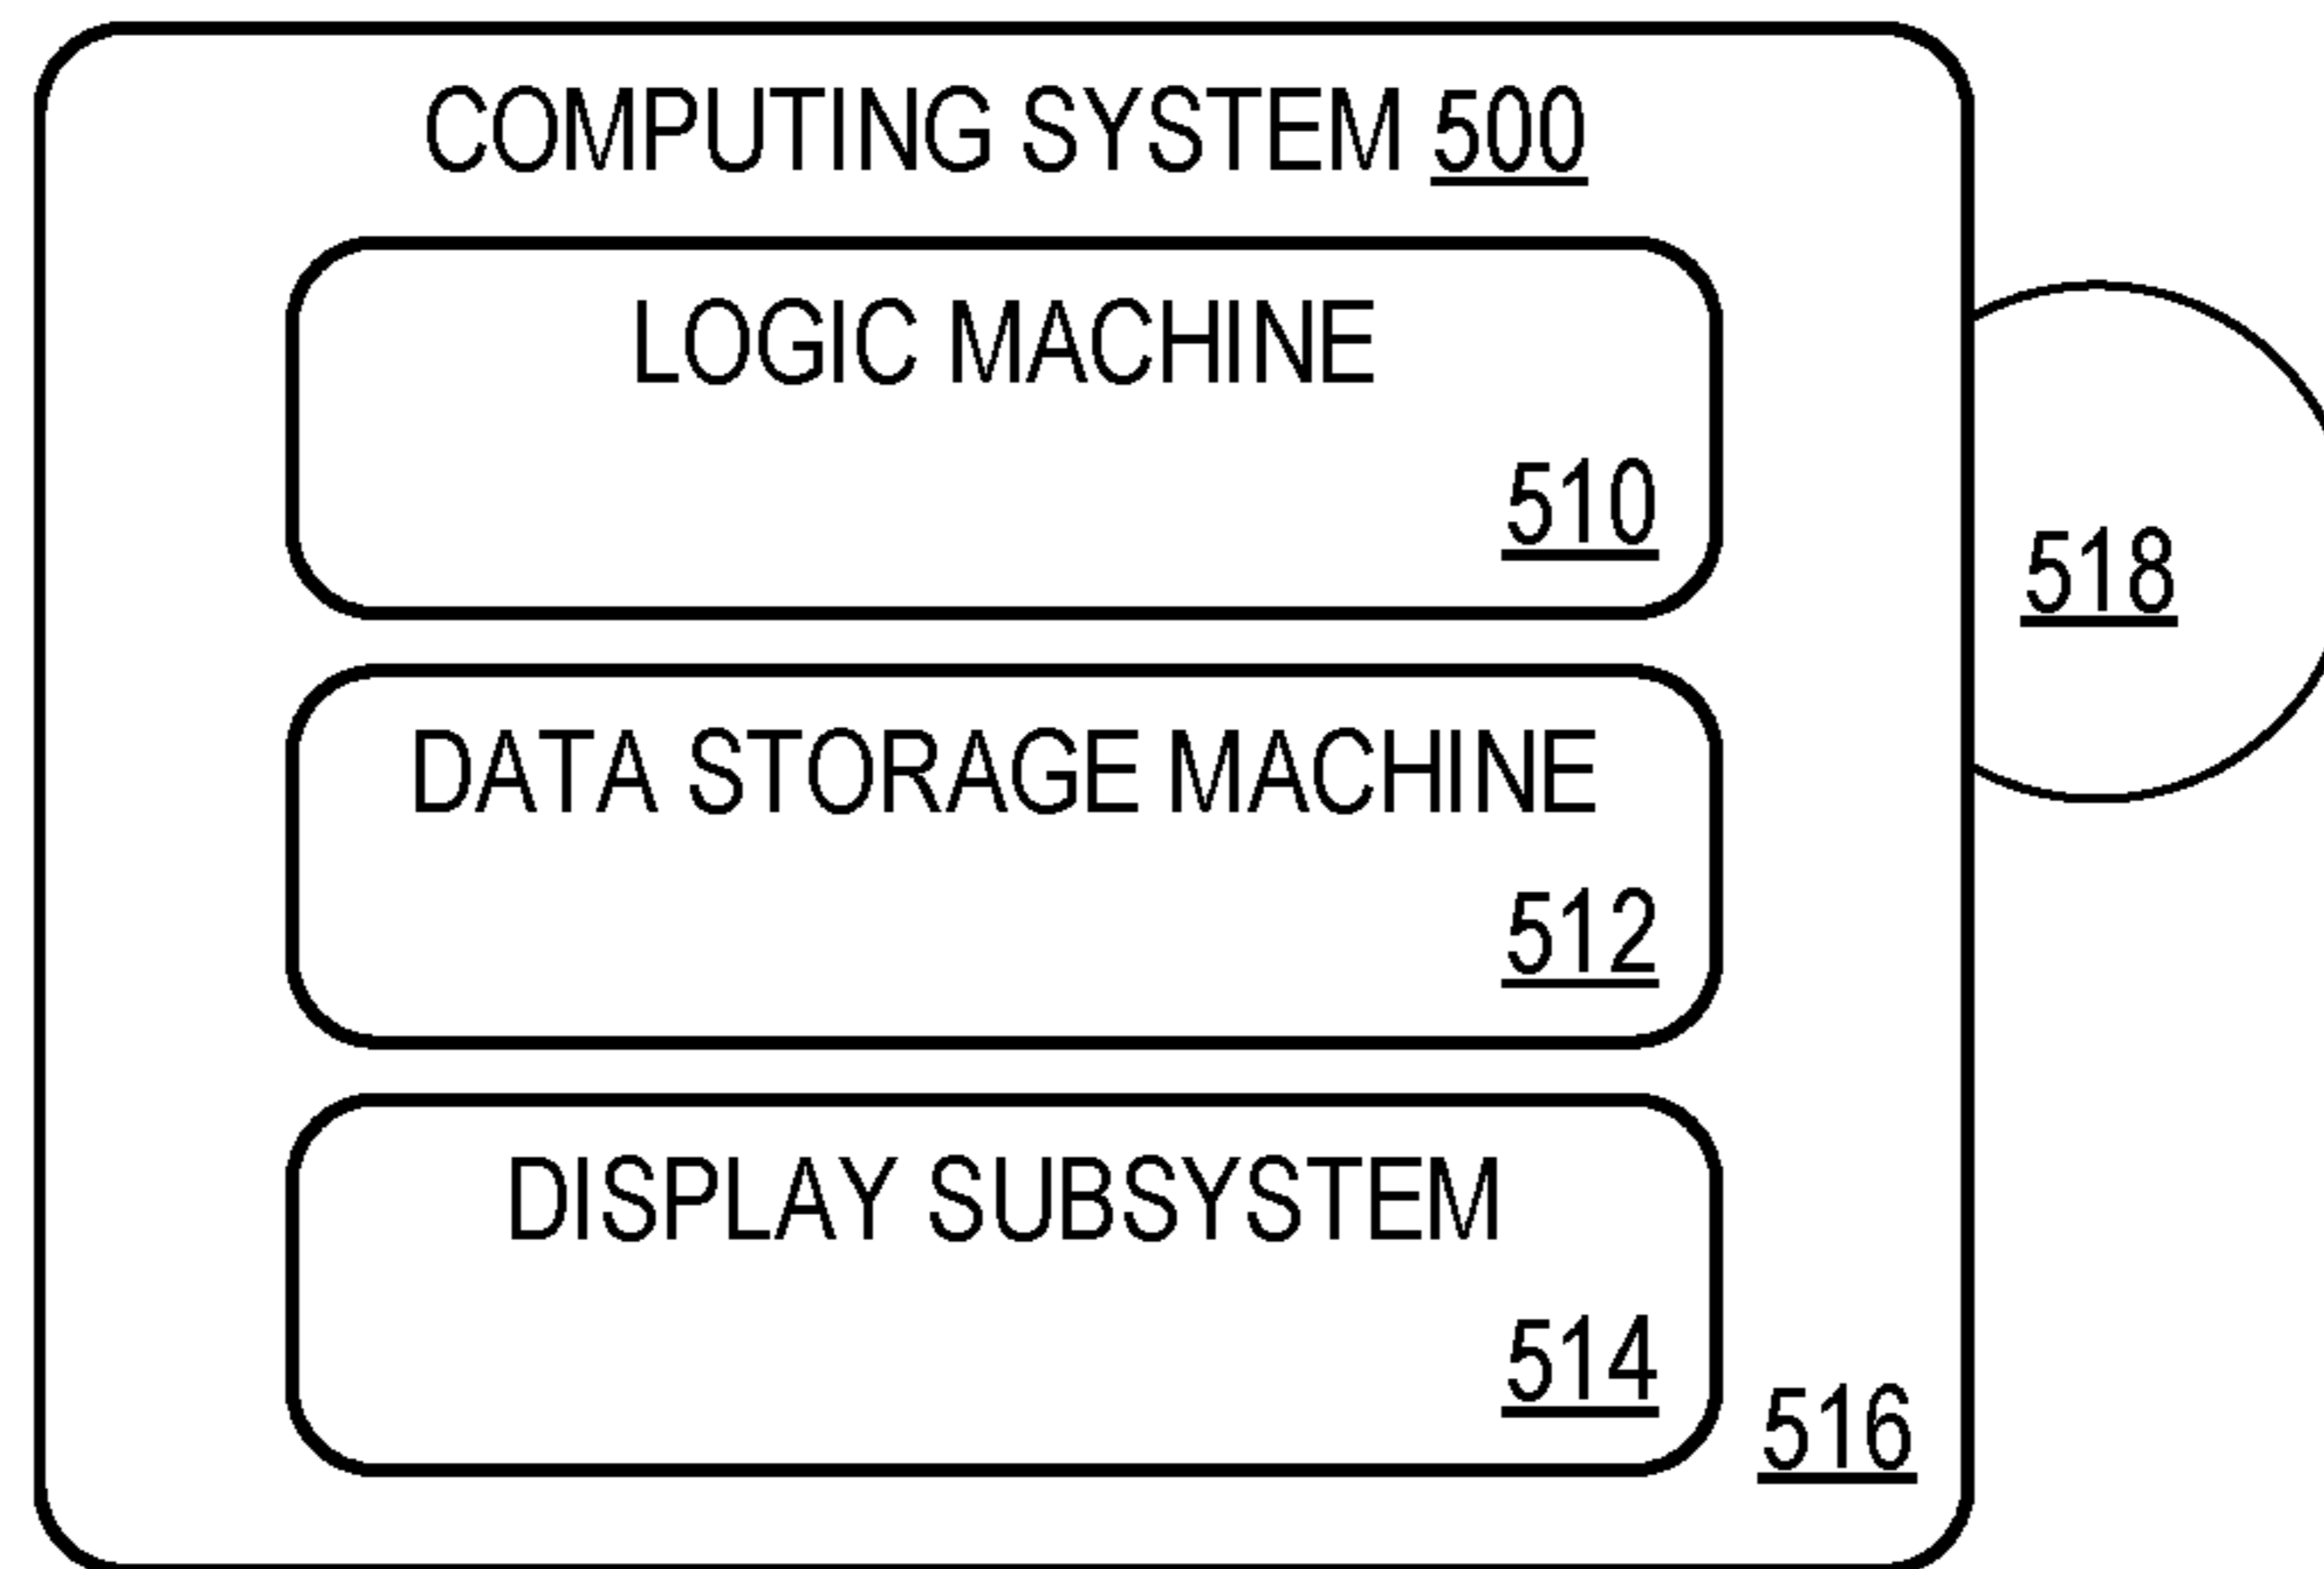 COMPUTING SYSTEM 500
LOGIC MACHINE
510
518
DATA STORAGE MACHINE
512
DISPLAY SUBSYSTEM
514
516